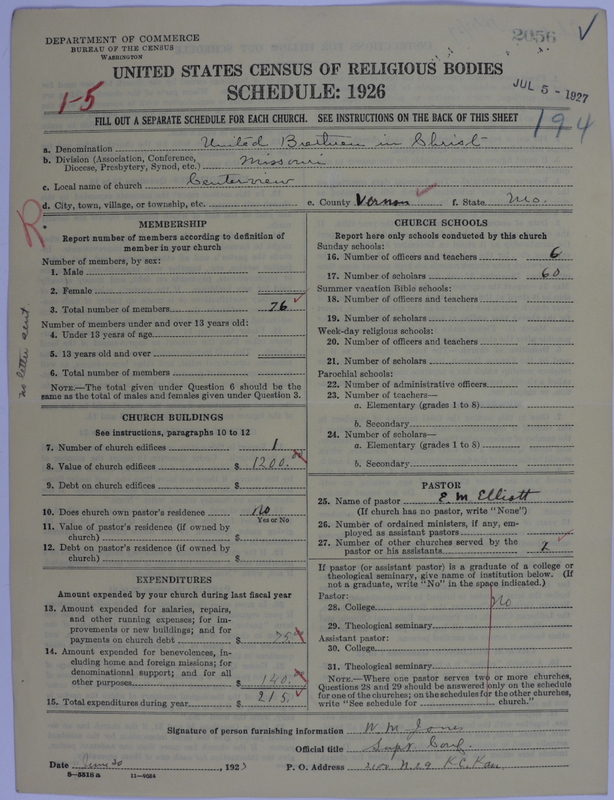 DEPARTMENT OF COMMERCE
BUREAU OF THE CENSUS
WASHINGTON
2056
UNITED STATES CENSUS OF RELIGIOUS BODIES
SCHEDULE: 1926
JUL 5 - 1927
1-5
194
FILL OUT A SEPARATE SCHEDULE FOR EACH CHURCH. SEE INSTRUCTIONS ON THE BACK OF THIS SHEET
a. Denomination United Brethren in Christ
b. Division (Association, Conference, Diocese, Presbytery, Synod, etc.) Missouri
c. Local name of church Centerview
d. City, town, village, or township, etc. e. County Vernon f. State Mo.
R
no letter sent.
MEMBERSHIP
Report number of members according to definition of
member in your church
Number of members, by sex:
1. Male
2. Female
3. Total number of members 76
Number of members under and over 13 years old:
4. Under 13 years of age
5. 13 years old and over
6. Total number of members
NOTE.—The total given under Question 6 should be
same as the total of males and females given under Question 3.
CHURCH BUILDINGS
See instructions, paragraphs 10 to 12
7. Number of church edifices 1
8. Value of church edifices $ 1200.00
9. Debt on church edifices $
10. Does church own pastor's residence no
Yes or No
11. Value of pastor's residence (if owned by
church) $
12. Debt on pastor's residence (if owned by
church) $
EXPENDITURES
Amount expended by your church during last fiscal year
13. Amount expended for salaries, repairs,
and other running expenses; for im-
provements or new buildings; and for
payments on church debt $ 75.
14. Amount expended for benevolences, in-
cluding home and foreign missions; for
denominational support; and for all
other purposes $ 140.
15. Total expenditures during year $ 215.
CHURCH SCHOOLS
Report here only schools conducted by this church
Sunday schools:
16. Number of officers and teachers 6
17. Number of scholars 60
Summer vacation Bible schools:
18. Number of officers and teachers
19. Number of scholars
Week-day religious schools:
20. Number of officers and teachers
21. Number of scholars
Parochial schools:
22. Number of administrative officers
23. Number of teachers—
a. Elementary (grades 1 to 8)
b. Secondary
24. Number of scholars—
a. Elementary (grades 1 to 8)
b. Secondary
PASTOR
25. Name of pastor E. M. Elliott
(If church has no pastor, write "None")
26. Number of ordained ministers, if any, em-
ployed as assistant pastors
27. Number of other churches served by the
pastor or his assistants 2
If pastor (or assistant pastor) is a graduate of a college or
theological seminary, give name of institution below. (If
not a graduate, write "No" in the space indicated.)
Pastor:
28. College No
29. Theological seminary
Assistant pastor:
30. College
31. Theological seminary
NOTE.—Where one pastor serves two or more churches,
Questions 28 and 29 should be answered only on the schedule
for one of the churches; on the schedules for the other churches,
write "See schedule for church."
Signature of person furnishing information W. M. Jones
Official title Supt Conf.
Date June 30, 192 P. O. Address K.C. Kan
8-5516 a 11-9224